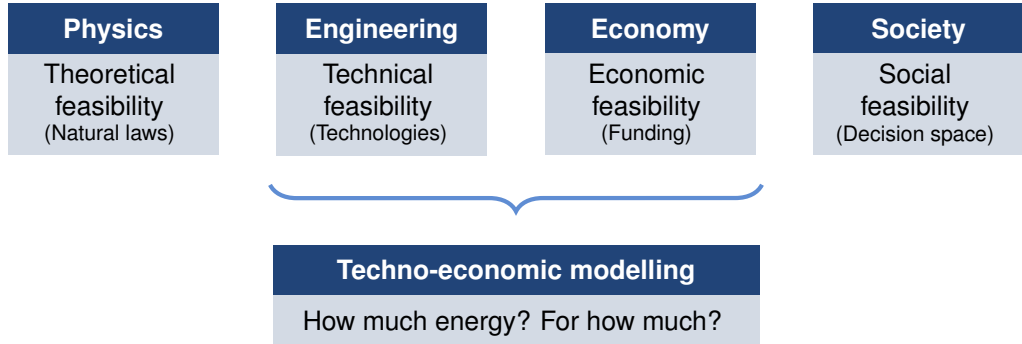 Physics
Theoretical
feasibility
(Natural laws)
Engineering
Technical
feasibility
(Technologies)
Economy
Economic
feasibility
(Funding)
Society
Social
feasibility
(Decision space)
Techno-economic modelling
How much energy? For how much?